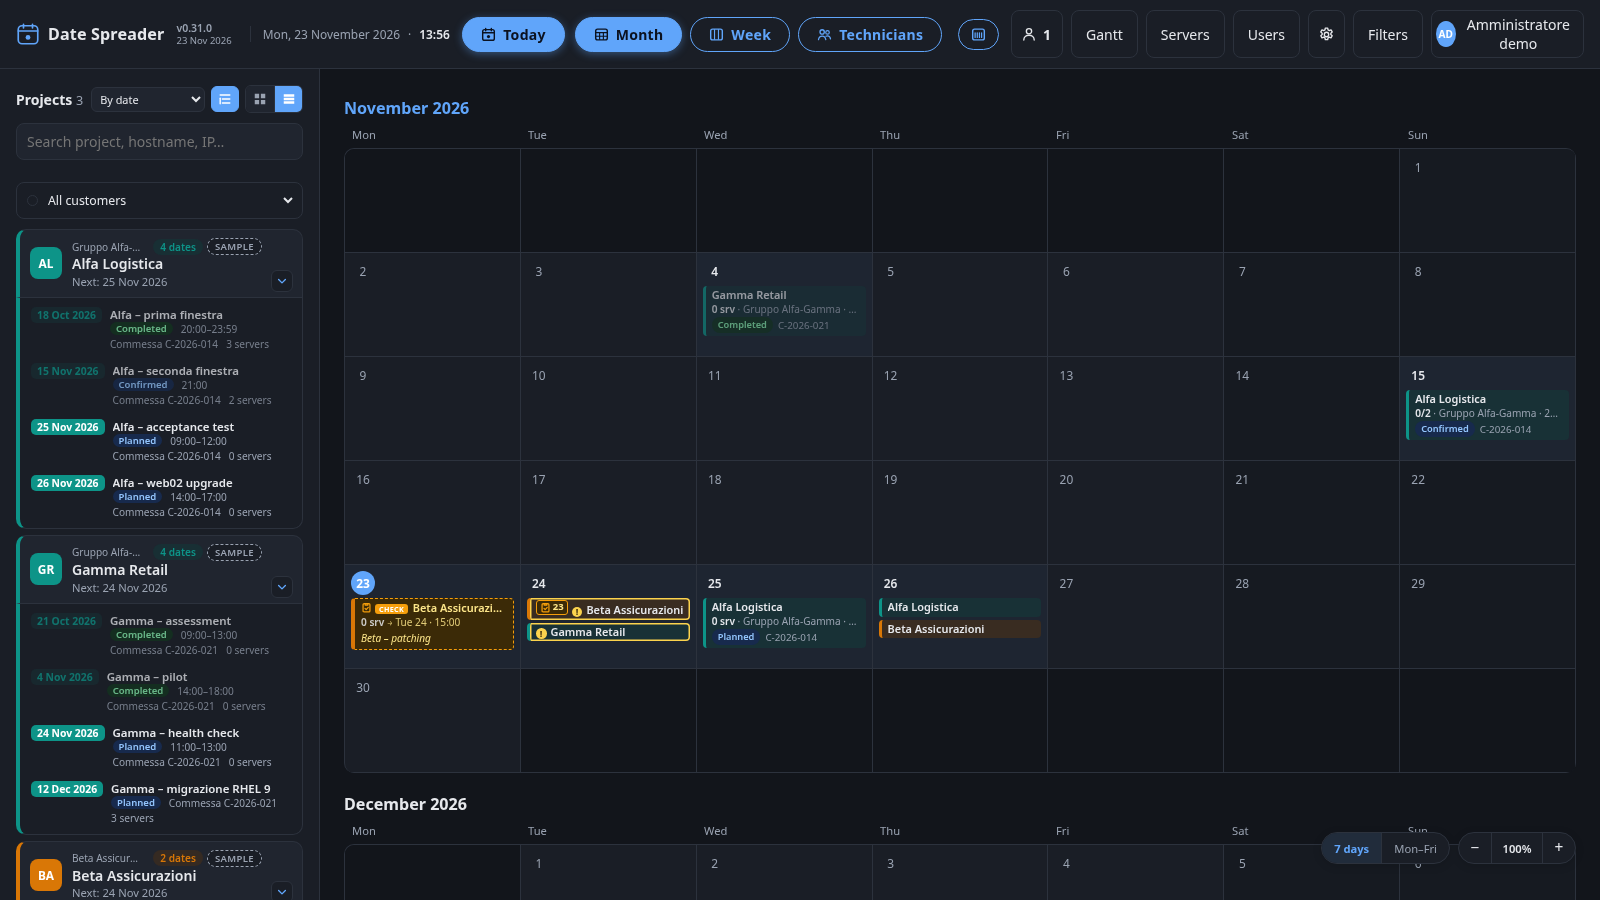 Date Spreader
v0.31.0
23 Nov 2026
Mon, 23 November 2026 · 13:56
Today
Month
Week
Technicians
1
Gantt
Servers
Users
Filters
AD
Amministratore
demo
Projects 3
By date
Search project, hostname, IP...
All customers
AL
Gruppo Alfa-...
4 dates
SAMPLE
Alfa Logistica
Next: 25 Nov 2026
18 Oct 2026
Alfa – prima finestra
Completed 20:00–23:59
Commessa C-2026-014 3 servers
15 Nov 2026
Alfa – seconda finestra
Confirmed 21:00
Commessa C-2026-014 2 servers
25 Nov 2026
Alfa – acceptance test
Planned 09:00–12:00
Commessa C-2026-014 0 servers
26 Nov 2026
Alfa – web02 upgrade
Planned 14:00–17:00
Commessa C-2026-014 0 servers
GR
Gruppo Alfa-...
4 dates
SAMPLE
Gamma Retail
Next: 24 Nov 2026
21 Oct 2026
Gamma – assessment
Completed 09:00–13:00
Commessa C-2026-021 0 servers
4 Nov 2026
Gamma – pilot
Completed 14:00–18:00
Commessa C-2026-021 0 servers
24 Nov 2026
Gamma – health check
Planned 11:00–13:00
Commessa C-2026-021 0 servers
12 Dec 2026
Gamma – migrazione RHEL 9
Planned Commessa C-2026-021
3 servers
BA
Beta Assicur...
2 dates
SAMPLE
Beta Assicurazioni
Next: 24 Nov 2026
November 2026
Mon Tue Wed Thu Fri Sat Sun
1
2 3 4 5 6 7 8
Gamma Retail
0 srv · Gruppo Alfa-Gamma · ...
Completed C-2026-021
9 10 11 12 13 14 15
Alfa Logistica
0/2 · Gruppo Alfa-Gamma · 2...
Confirmed C-2026-014
16 17 18 19 20 21 22
23 24 25 26 27 28 29
CHECK Beta Assicurazi...
0 srv → Tue 24 · 15:00
Beta – patching
23 ! Beta Assicurazioni
! Gamma Retail
Alfa Logistica
0 srv · Gruppo Alfa-Gamma · ...
Planned C-2026-014
Alfa Logistica
Beta Assicurazioni
30
December 2026
Mon Tue Wed Thu Fri Sat Sun
1 2 3 4 5 6
7 days
Mon–Fri
− 100% +